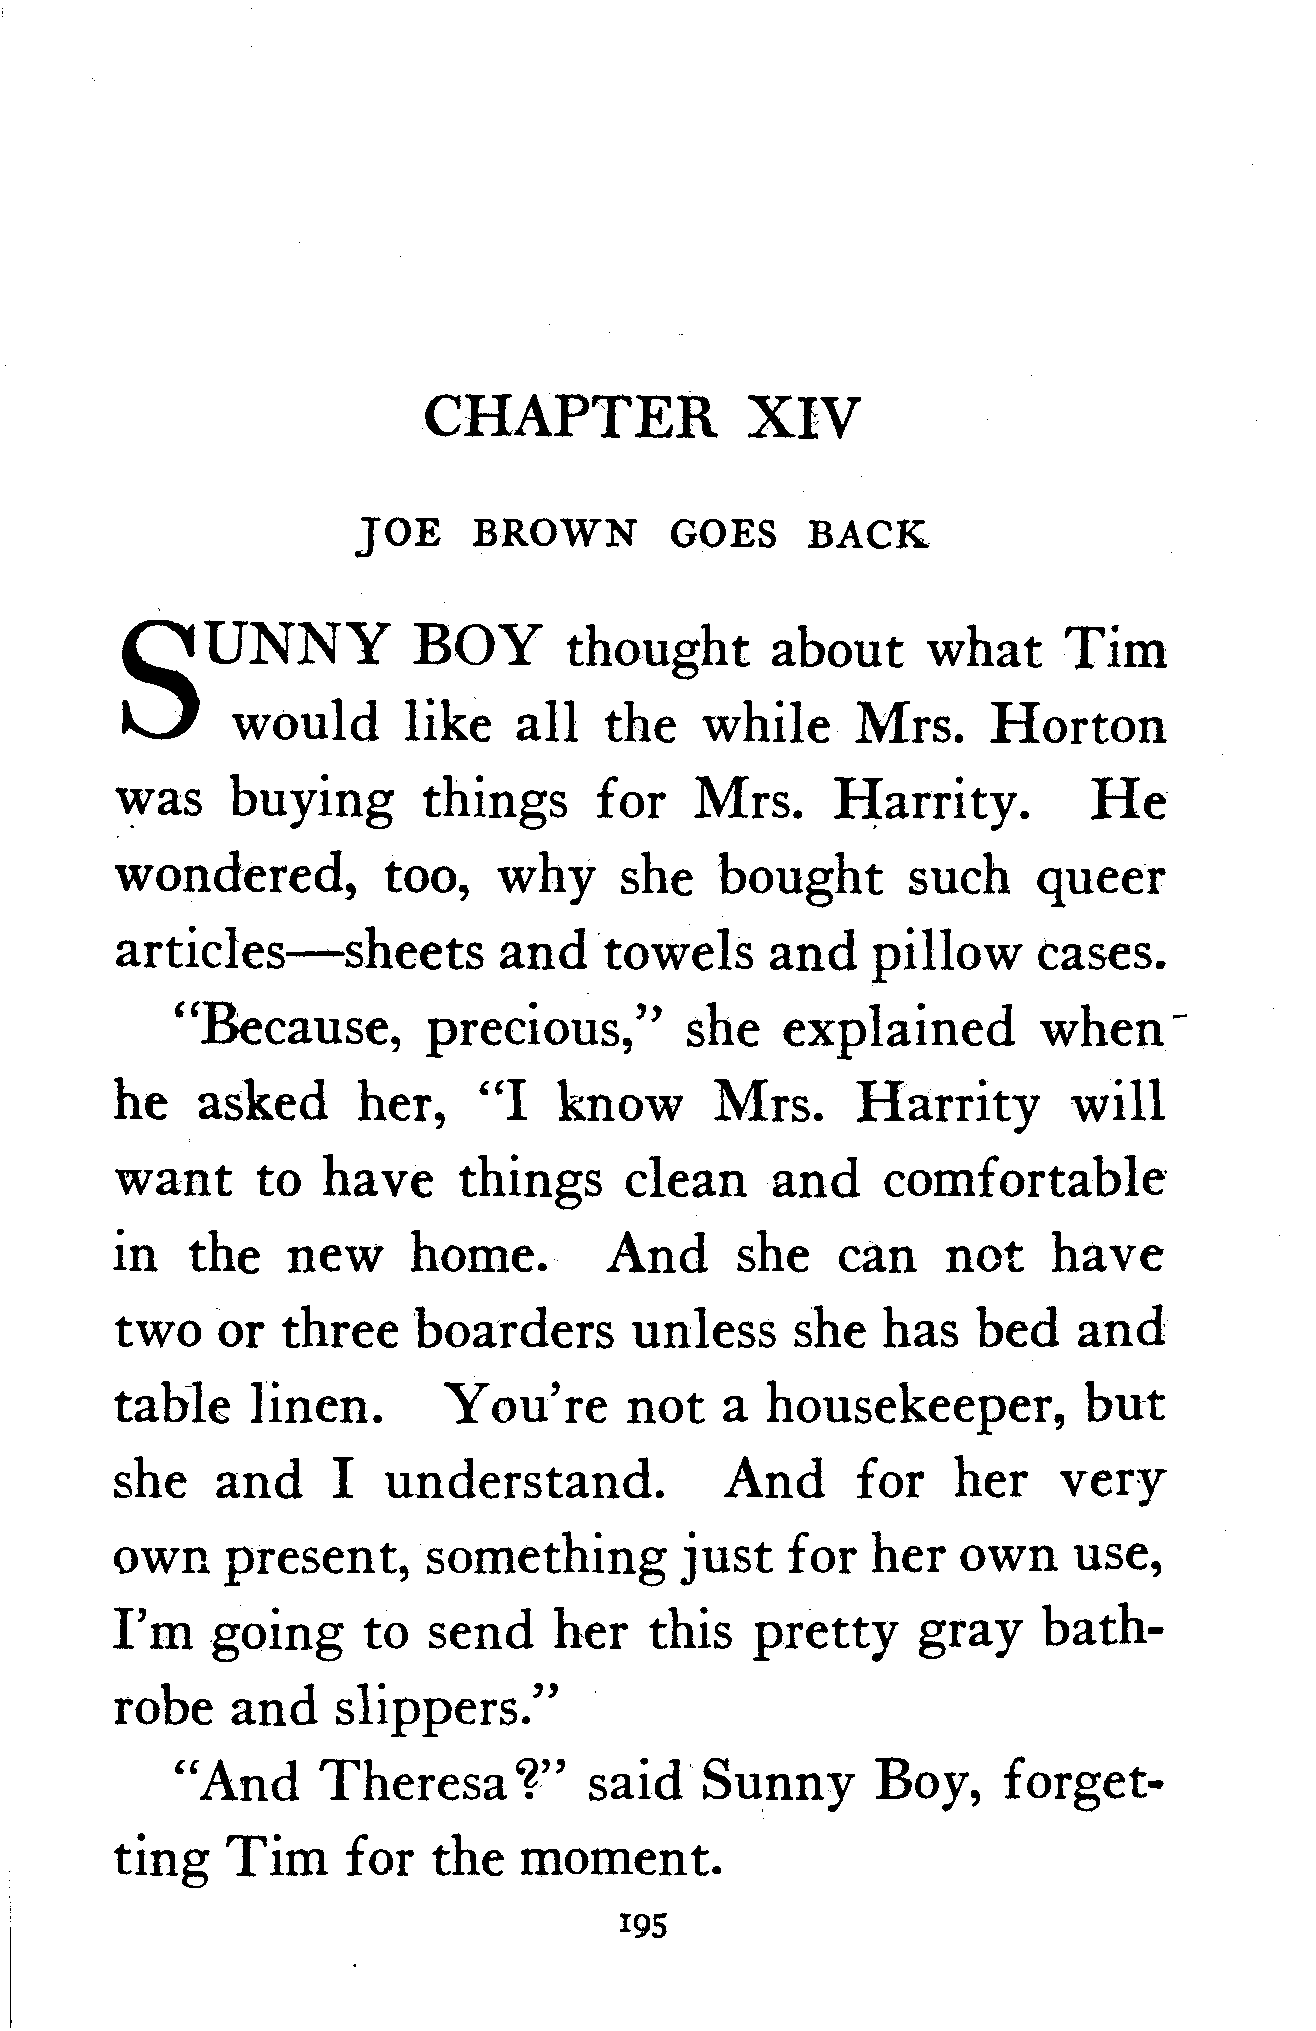 CHAPTER XIV
JOE BROWN GOES BACK
SUNNY BOY thought about what Tim
would like all the while Mrs. Horton
was buying things for Mrs. Harrity. He
wondered, too, why she bought such queer
articles—sheets and towels and pillow cases.
"Because, precious," she explained when
he asked her, "I know Mrs. Harrity will
want to have things clean and comfortable
in the new home. And she can not have
two or three boarders unless she has bed and
table linen. You're not a housekeeper, but
she and I understand. And for her very
own present, something just for her own use,
I'm going to send her this pretty gray bath-
robe and slippers."
"And Theresa?" said Sunny Boy, forget-
ting Tim for the moment.
195